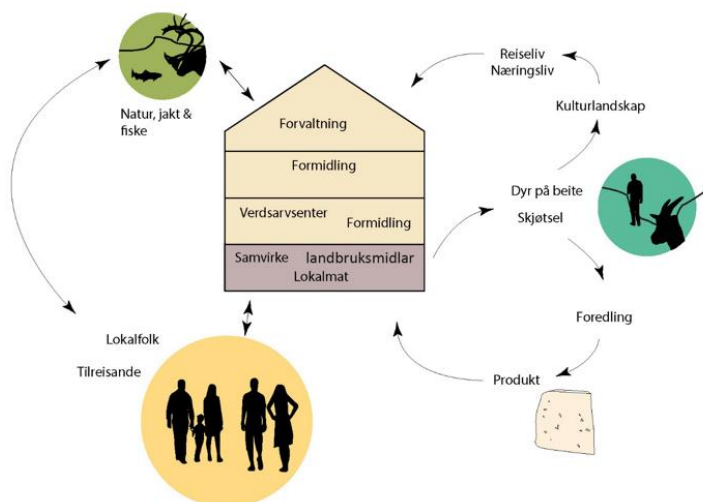 Natur, jakt &
fiske
Reiseliv
Næringsliv
Kulturlandskap
Forvaltning
Formidling
Verdsarvsenter
Formidling
Samvirke landbruksmidlar
Lokalmat
Dyr på beite
Skjøtsel
Foredling
Produkt
Lokalfolk
Tilreisande